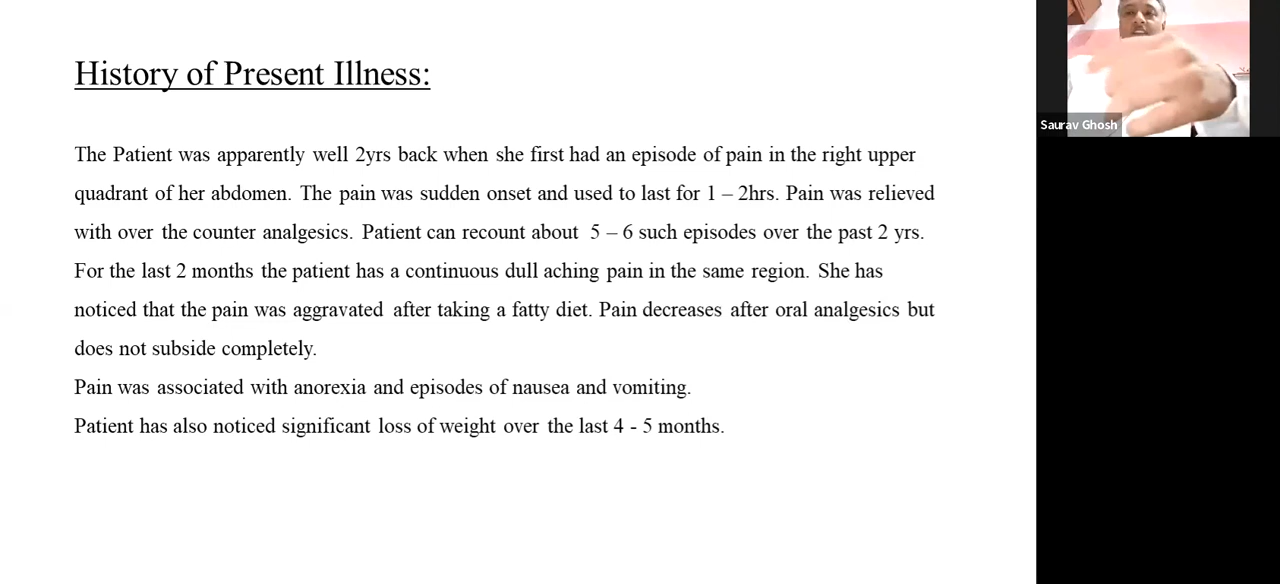 History of Present Illness:
The Patient was apparently well 2yrs back when she first had an episode of pain in the right upper
quadrant of her abdomen. The pain was sudden onset and used to last for 1 – 2hrs. Pain was relieved
with over the counter analgesics. Patient can recount about 5 – 6 such episodes over the past 2 yrs.
For the last 2 months the patient has a continuous dull aching pain in the same region. She has
noticed that the pain was aggravated after taking a fatty diet. Pain decreases after oral analgesics but
does not subside completely.
Pain was associated with anorexia and episodes of nausea and vomiting.
Patient has also noticed significant loss of weight over the last 4 - 5 months.
Saurav Ghosh